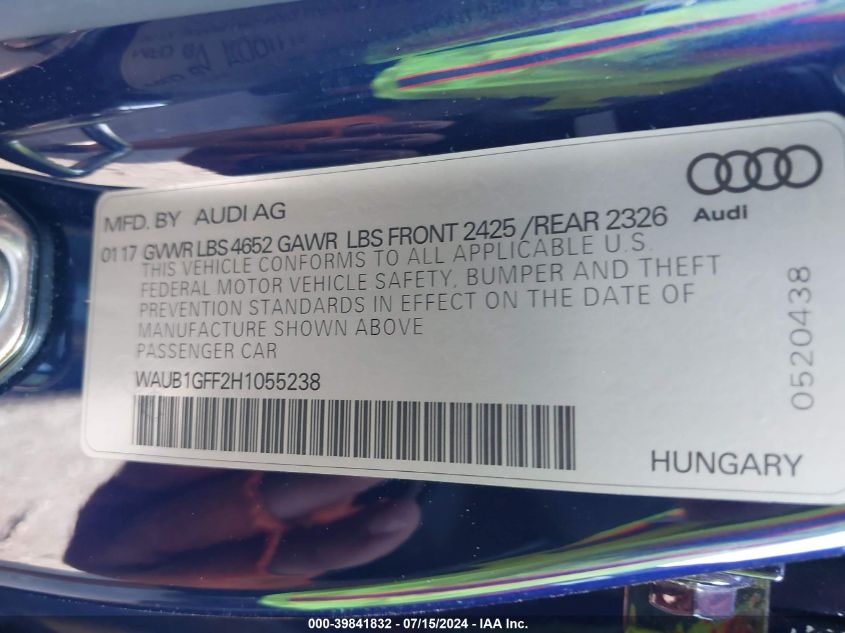 MFD. BY AUDI AG
Audi
01 17 GVWR LBS 4652 GAWR LBS FRONT 2425 /REAR 2326
THIS VEHICLE CONFORMS TO ALL APPLICABLE U.S.
FEDERAL MOTOR VEHICLE SAFETY, BUMPER AND THEFT
PREVENTION STANDARDS IN EFFECT ON THE DATE OF
MANUFACTURE SHOWN ABOVE
PASSENGER CAR
WAUB1GFF2H1055238
0520438
HUNGARY
000-39841832 - 07/15/2024 - IAA Inc.